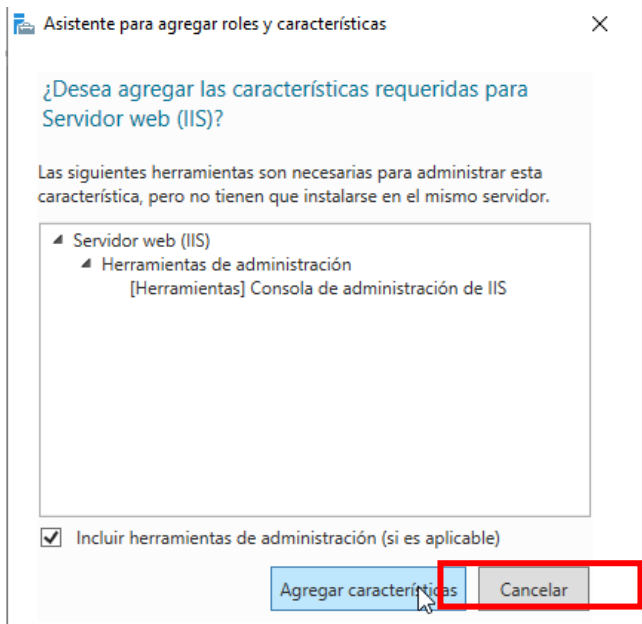 Asistente para agregar roles y características
¿Desea agregar las características requeridas para
Servidor web (IIS)?
Las siguientes herramientas son necesarias para administrar esta
característica, pero no tienen que instalarse en el mismo servidor.
Servidor web (IIS)
Herramientas de administración
[Herramientas] Consola de administración de IIS
Incluir herramientas de administración (si es aplicable)
Agregar características
Cancelar